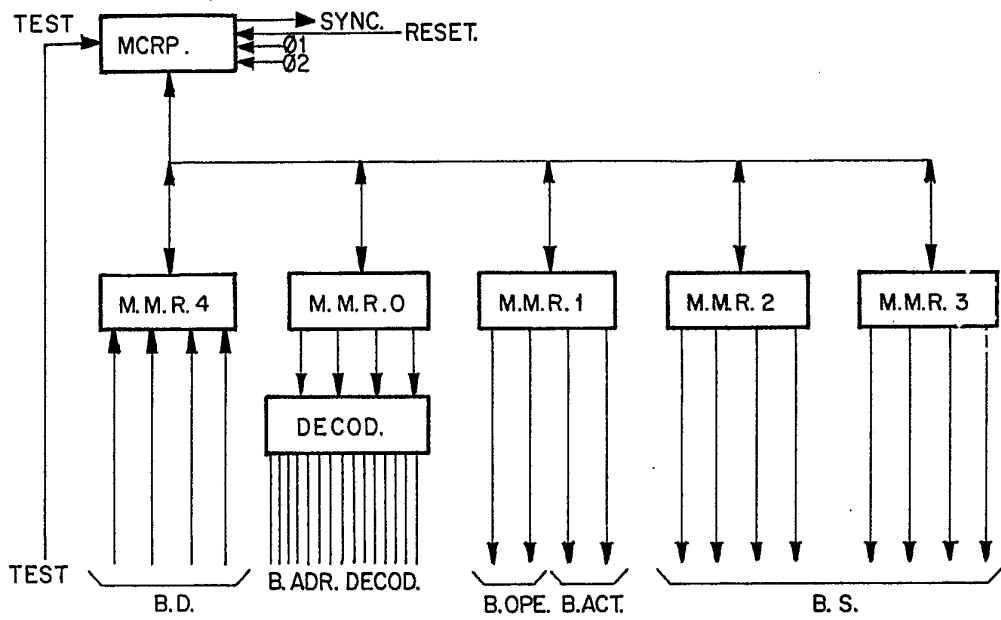 TEST
MCRP.
SYNC.
RESET.
Ø1
Ø2
M.M.R.4
M.M.R.0
M.M.R.1
M.M.R.2
M.M.R.3
DECOD.
TEST
B.D.
B. ADR. DECOD.
B.OPE.
B.ACT.
B. S.